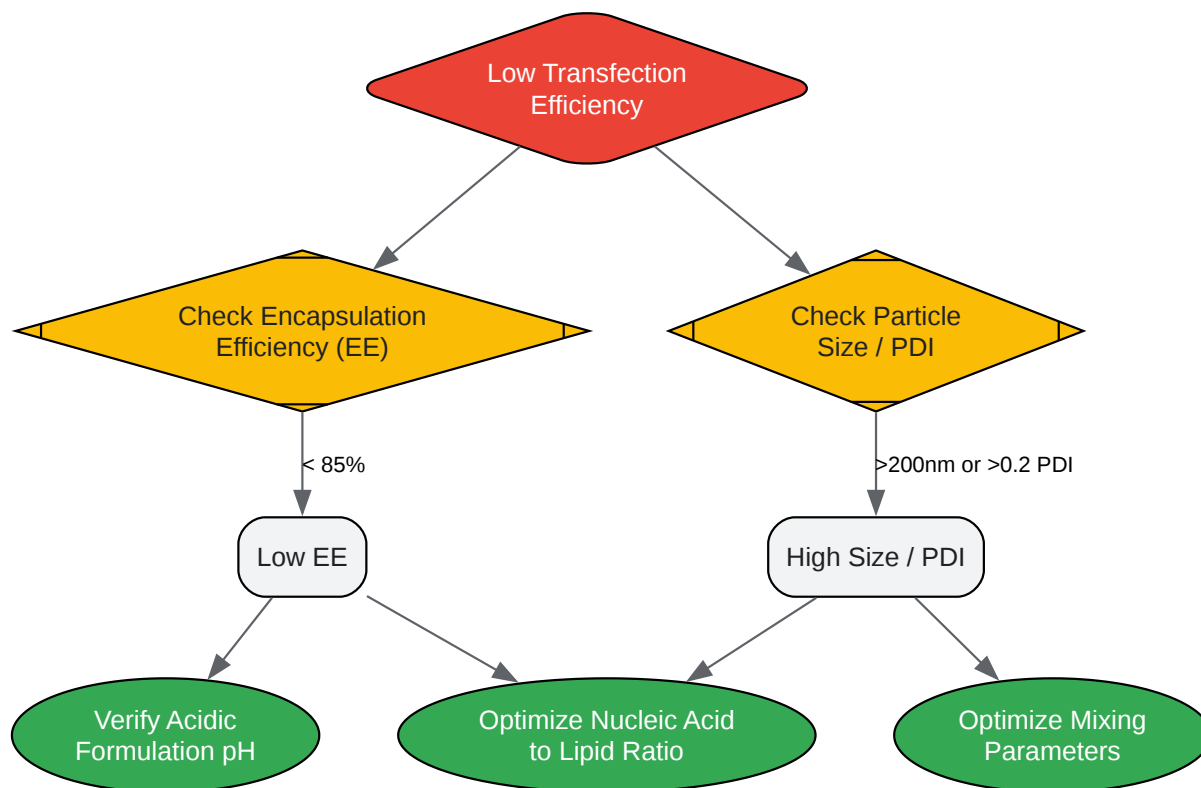 Low Transfection
Efficiency
Check Encapsulation
Efficiency (EE)
Check Particle
Size / PDI
< 85%
>200nm or >0.2 PDI
Low EE
High Size / PDI
Verify Acidic
Formulation pH
Optimize Nucleic Acid
to Lipid Ratio
Optimize Mixing
Parameters